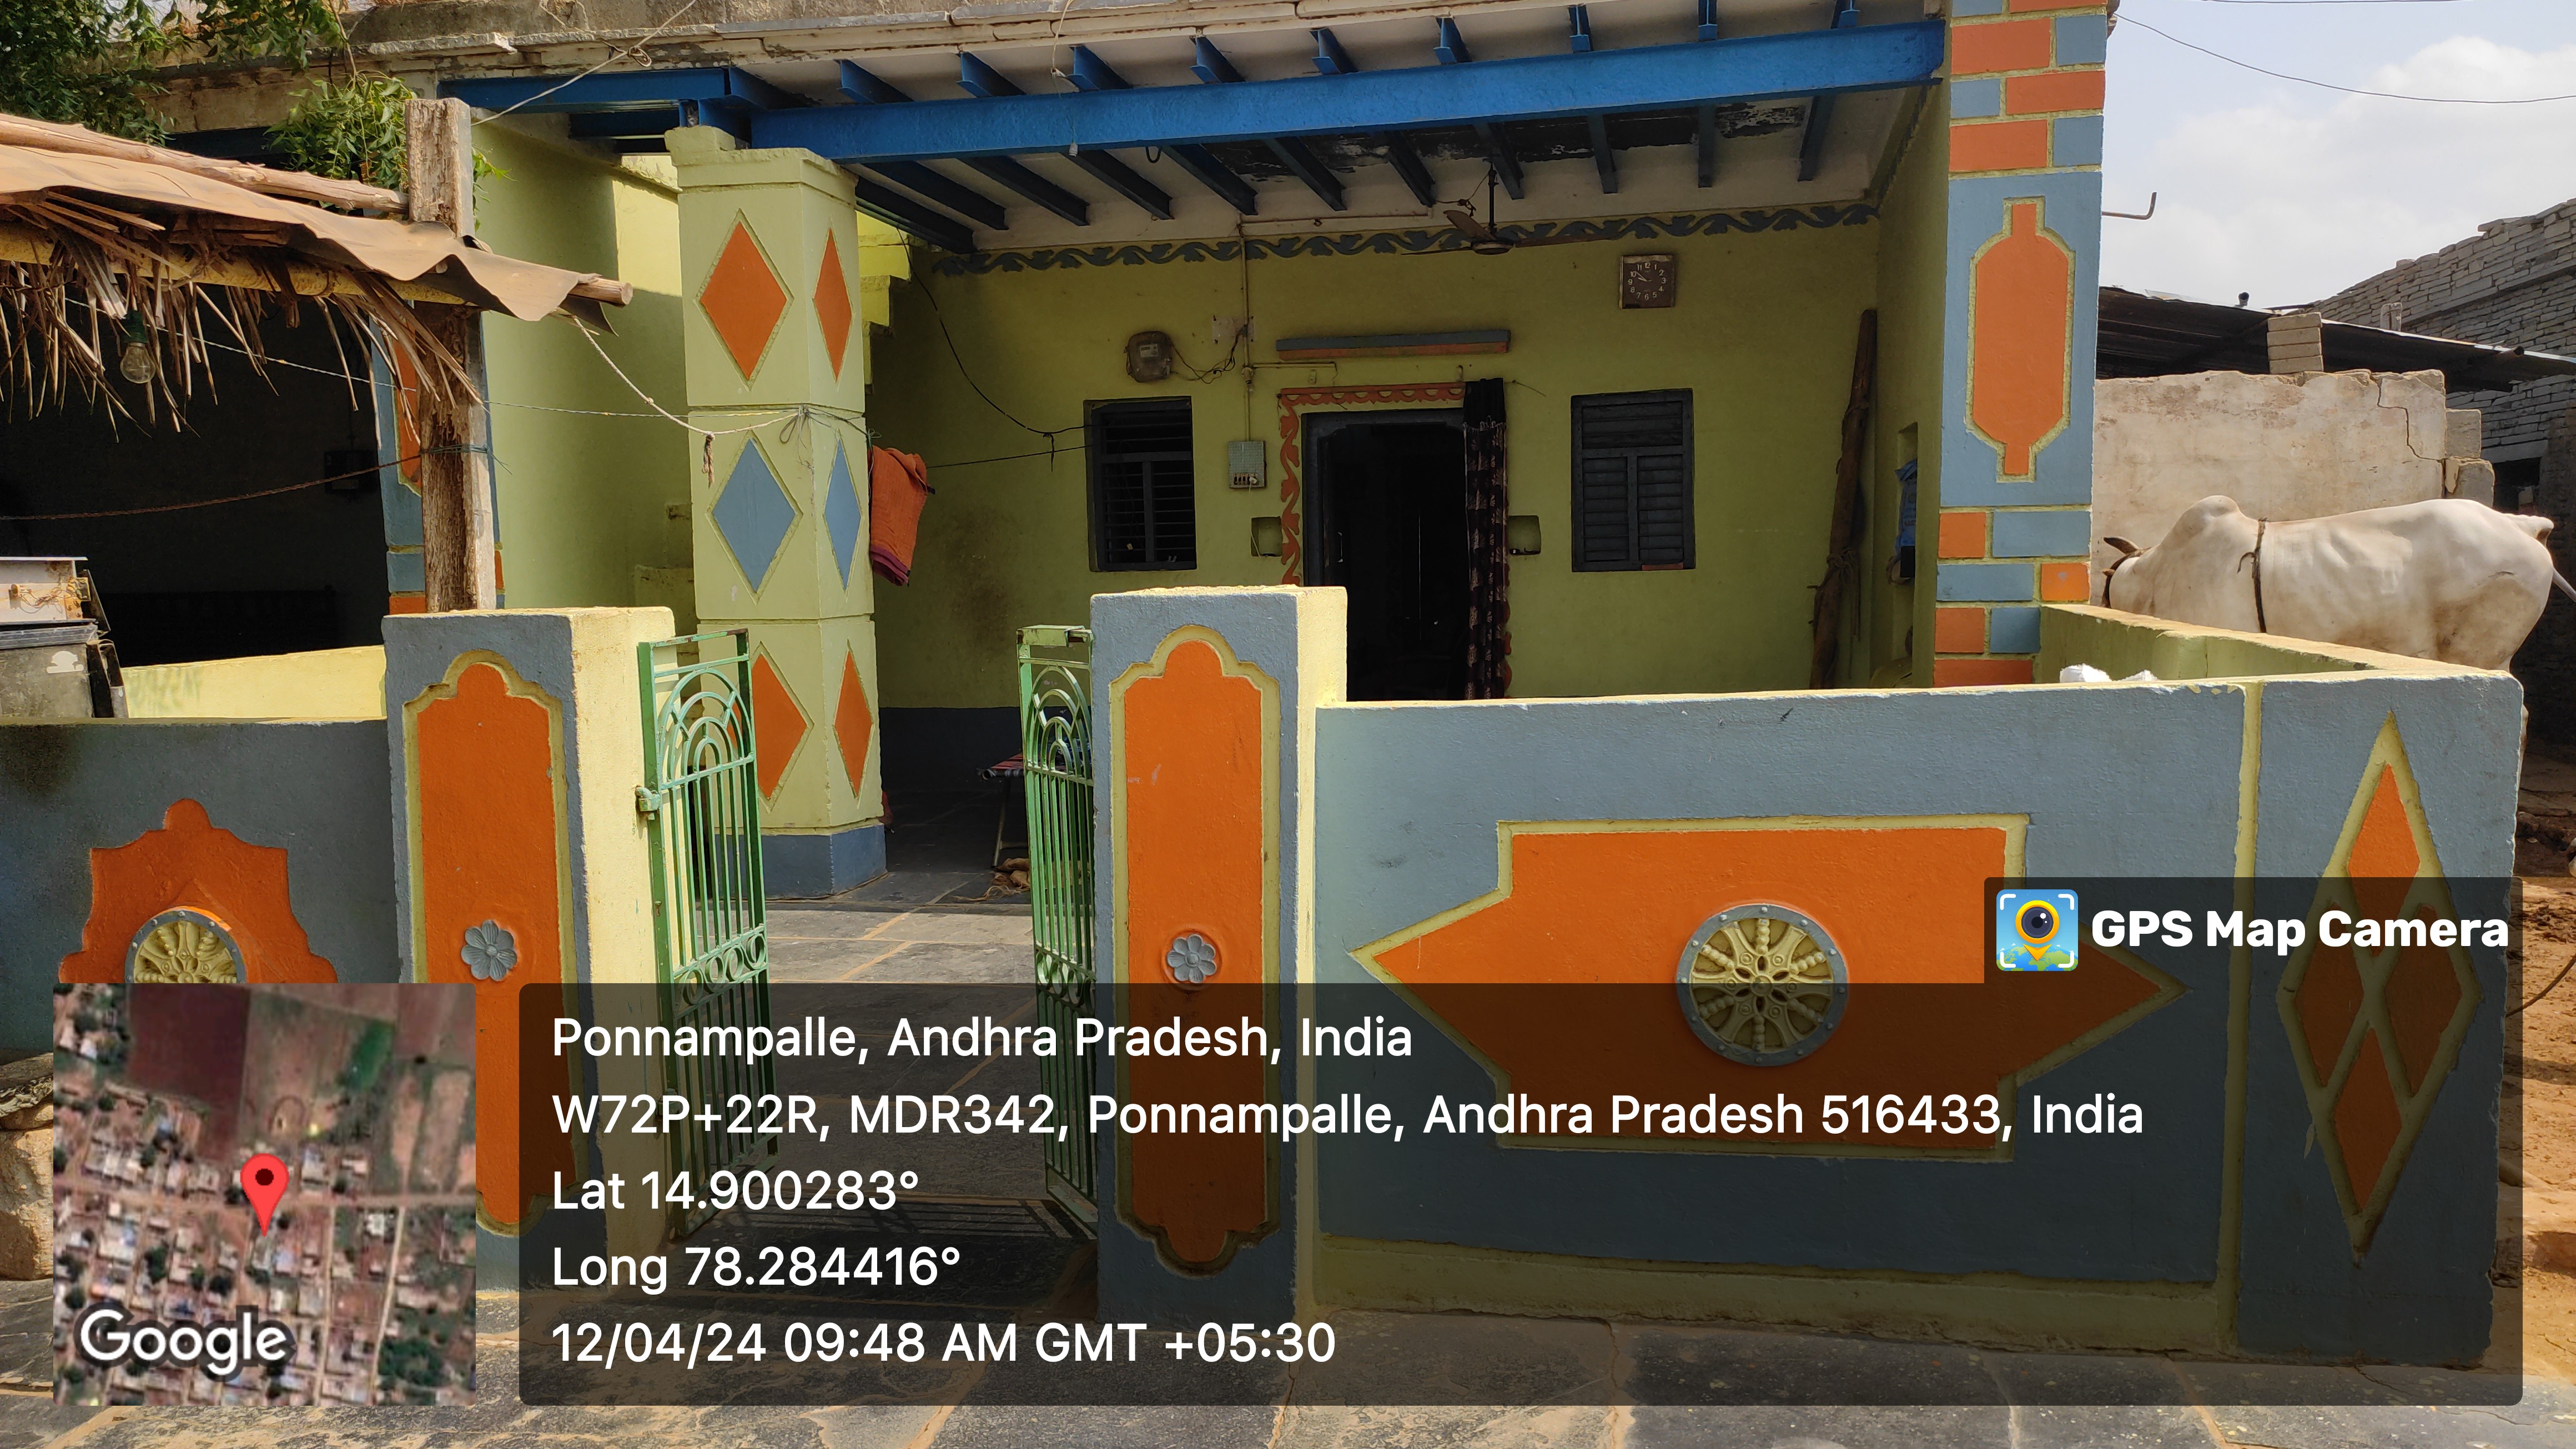 GPS Map Camera
Ponnampalle, Andhra Pradesh, India
W72P+22R, MDR342, Ponnampalle, Andhra Pradesh 516433, India
Lat 14.900283°
Long 78.284416°
12/04/24 09:48 AM GMT +05:30
Google